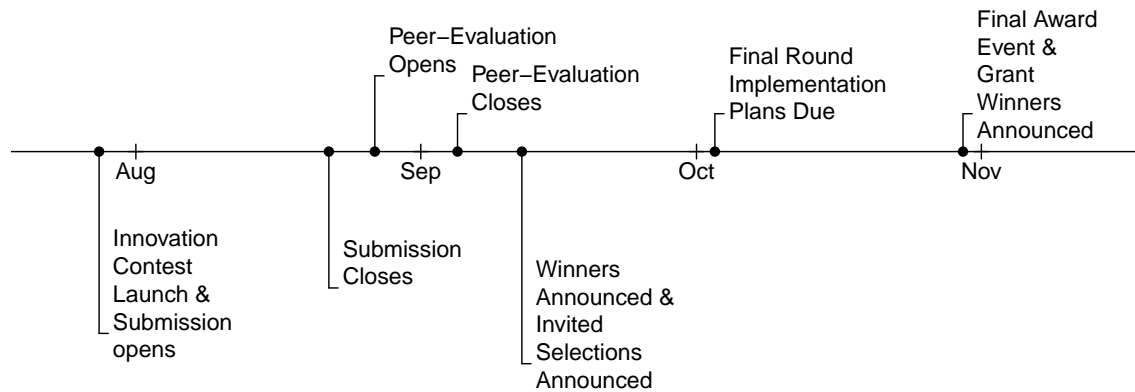 Peer−Evaluation
Opens
Peer−Evaluation
Closes
Final Round
Implementation
Plans Due
Final Award
Event &
Grant
Winners
Announced
Aug
Sep
Oct
Nov
Innovation
Contest
Launch &
Submission
opens
Submission
Closes
Winners
Announced &
Invited
Selections
Announced